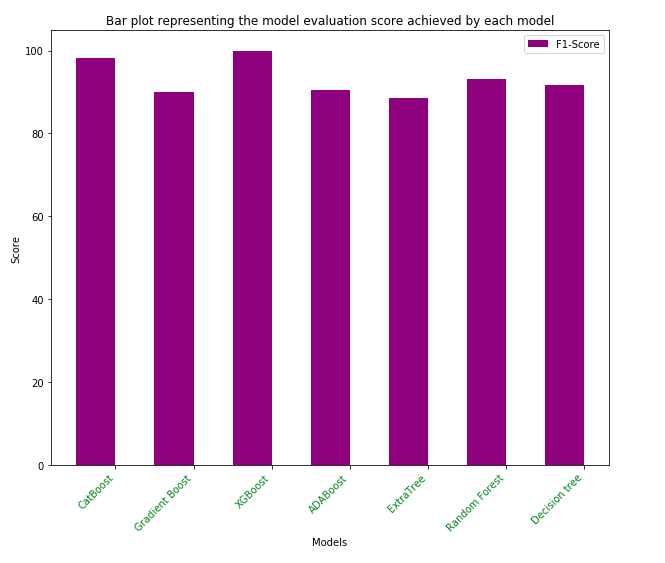 Bar plot representing the model evaluation score achieved by each model
F1-Score
100
80
60
40
20
0
Score
CatBoost
Gradient Boost
XGBoost
ADABoost
ExtraTree
Random Forest
Decision tree
Models